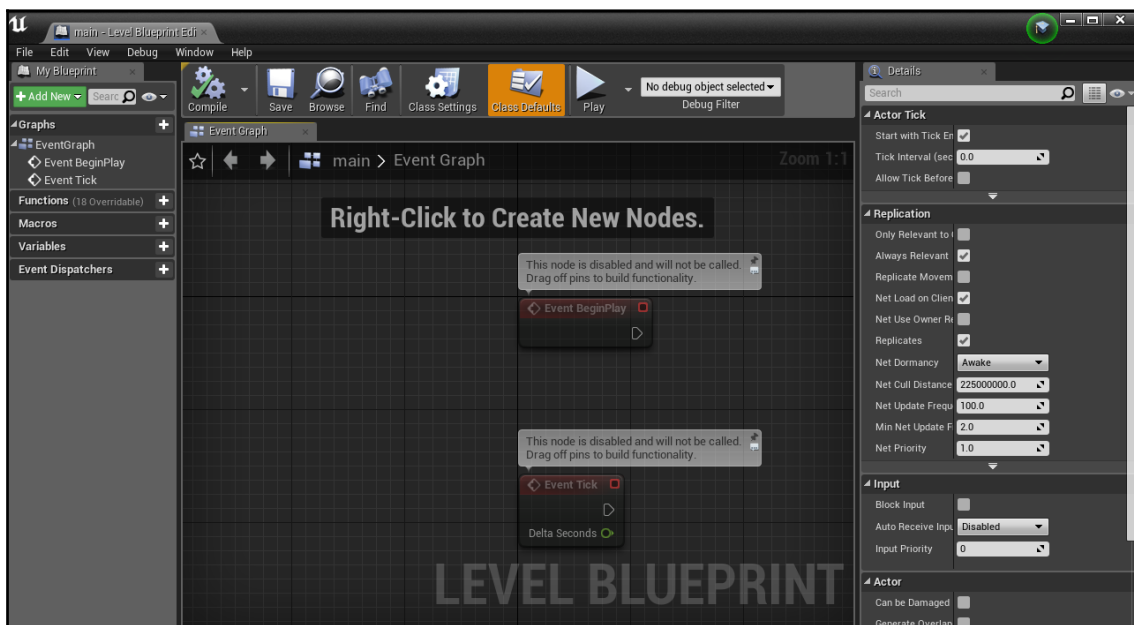 main - Level Blueprint Edi
File Edit View Debug Window Help
My Blueprint
Add New
Searc
Graphs
EventGraph
Event BeginPlay
Event Tick
Functions (18 Overridable)
Macros
Variables
Event Dispatchers
Compile Save Browse Find Class Settings Class Defaults Play
No debug object selected
Debug Filter
Event Graph
main > Event Graph
Zoom 1:1
Right-Click to Create New Nodes.
This node is disabled and will not be called.
Drag off pins to build functionality.
Event BeginPlay
This node is disabled and will not be called.
Drag off pins to build functionality.
Event Tick
Delta Seconds
LEVEL BLUEPRINT
Details
Search
Actor Tick
Start with Tick En
Tick Interval (sec 0.0
Allow Tick Before
Replication
Only Relevant to
Always Relevant
Replicate Movem
Net Load on Clien
Net Use Owner Re
Replicates
Net Dormancy Awake
Net Cull Distance 225000000.0
Net Update Frequ 100.0
Min Net Update F 2.0
Net Priority 1.0
Input
Block Input
Auto Receive Inpu Disabled
Input Priority 0
Actor
Can be Damaged
Generate Overlap